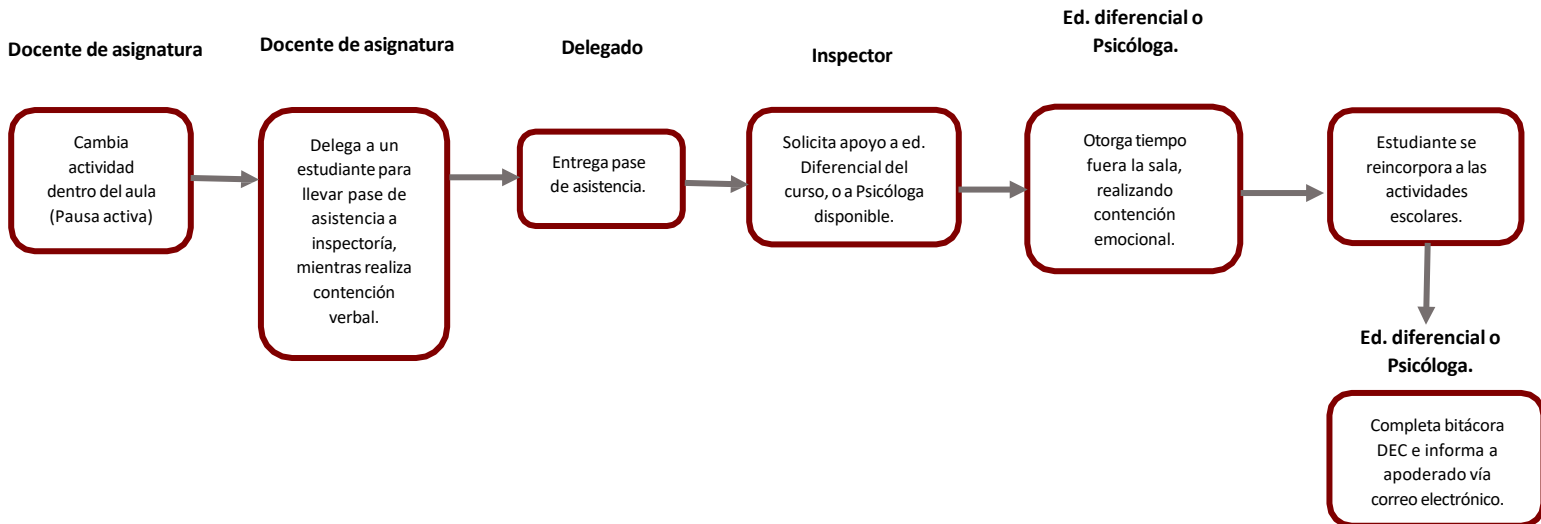 Docente de asignatura
Cambia
actividad
dentro del aula
(Pausa activa)
Docente de asignatura
Delega a un
estudiante para
llevar pase de
asistencia a
inspectoría,
mientras realiza
contención
verbal.
Delegado
Entrega pase
de asistencia.
Inspector
Solicita apoyo a ed.
Diferencial del
curso, o a Psicóloga
disponible.
Ed. diferencial o
Psicóloga.
Otorga tiempo
fuera la sala,
realizando
contención
emocional.
Estudiante se
reincorpora a las
actividades
escolares.
Ed. diferencial o
Psicóloga.
Completa bitácora
DEC e informa a
apoderado vía
correo electrónico.